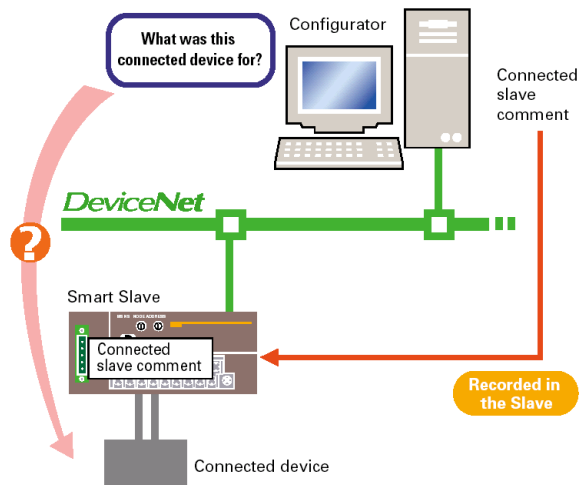 What was this
connected device for?
Configurator
Connected
slave
comment
DeviceNet
?
Smart Slave
Connected
slave comment
Recorded in
the Slave
Connected device